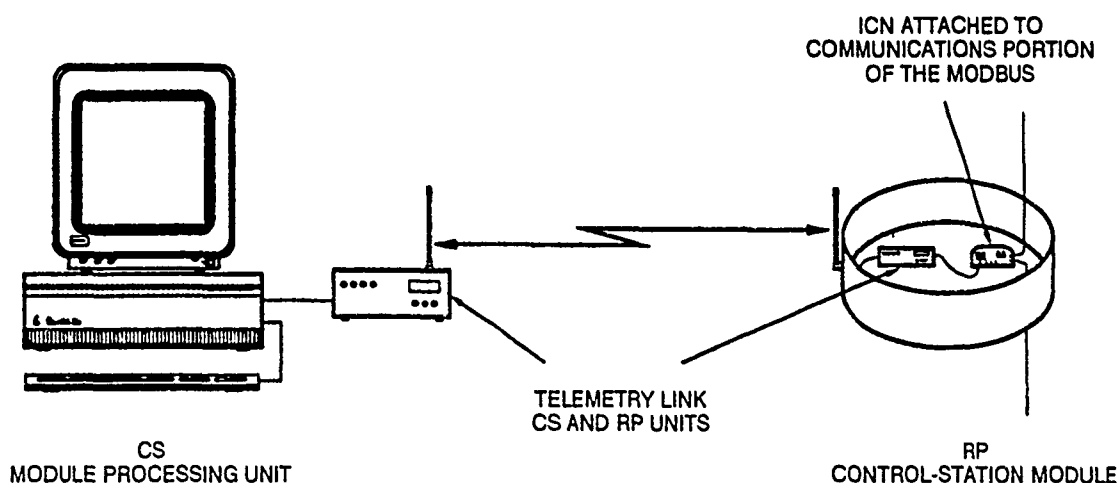 ICN ATTACHED TO
COMMUNICATIONS PORTION
OF THE MODBUS
TELEMETRY LINK
CS AND RP UNITS
CS
MODULE PROCESSING UNIT
RP
CONTROL-STATION MODULE